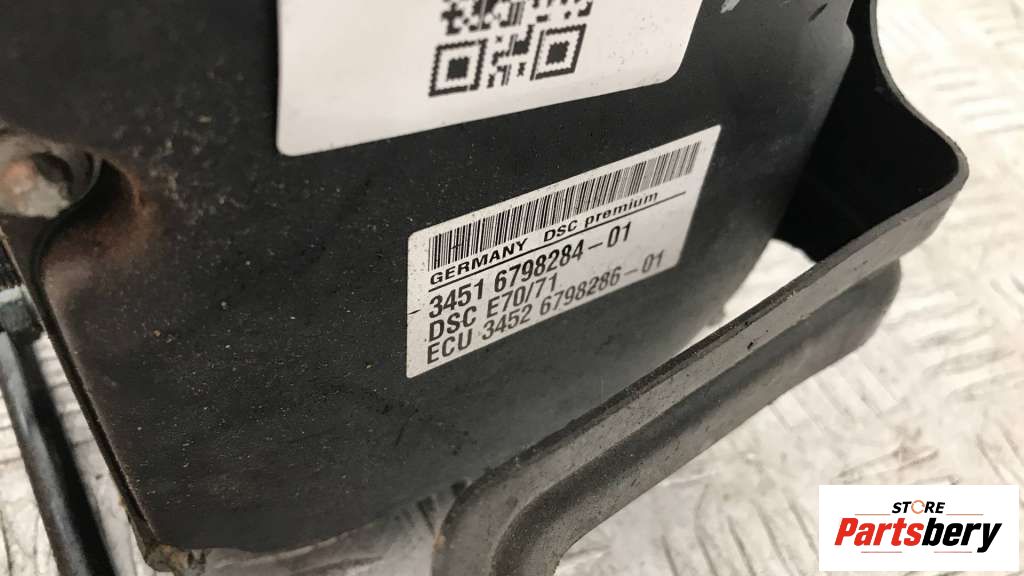 GERMANY DSC premium
3451 6798284-01
DSC E70/71
ECU 3452 6798286-01
STORE
Partsbery